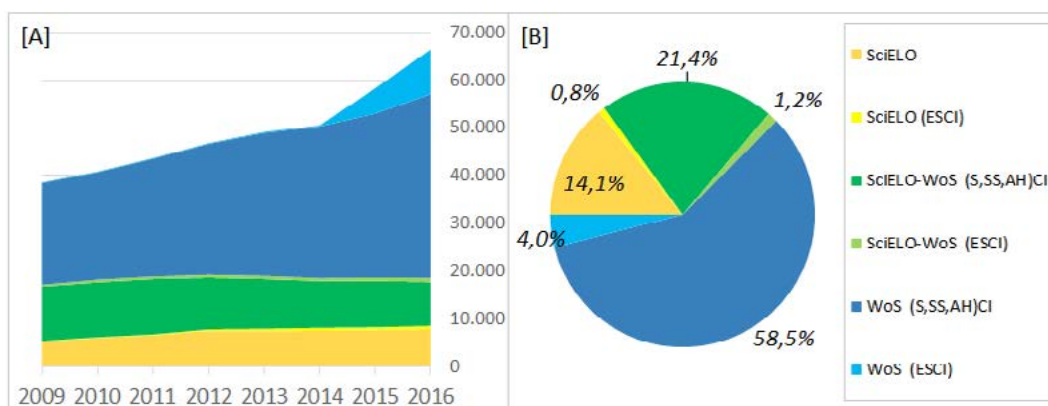 [A]
70.000
60.000
50.000
40.000
30.000
20.000
10.000
0
2009 2010 2011 2012 2013 2014 2015 2016
[B]
21,4%
0,8%
1,2%
14,1%
4,0%
58,5%
SciELO
SciELO (ESCI)
SciELO-WoS (S,SS,AH)CI
SciELO-WoS (ESCI)
WoS (S,SS,AH)CI
WoS (ESCI)